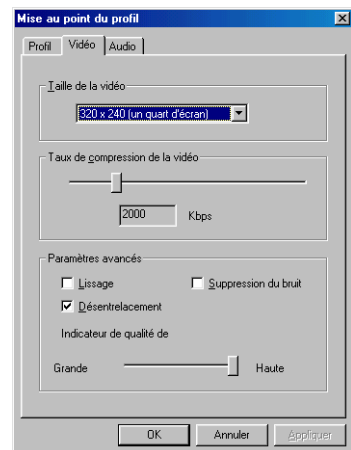 Mise au point du profil
Profil Vidéo Audio
Taille de la vidéo
320 x 240 (un quart d'écran)
Taux de compression de la vidéo
2000 Kbps
Paramètres avancés
Lissage Suppression du bruit
Désentrelacement
Indicateur de qualité de
Grande Haute
OK Annuler Appliquer